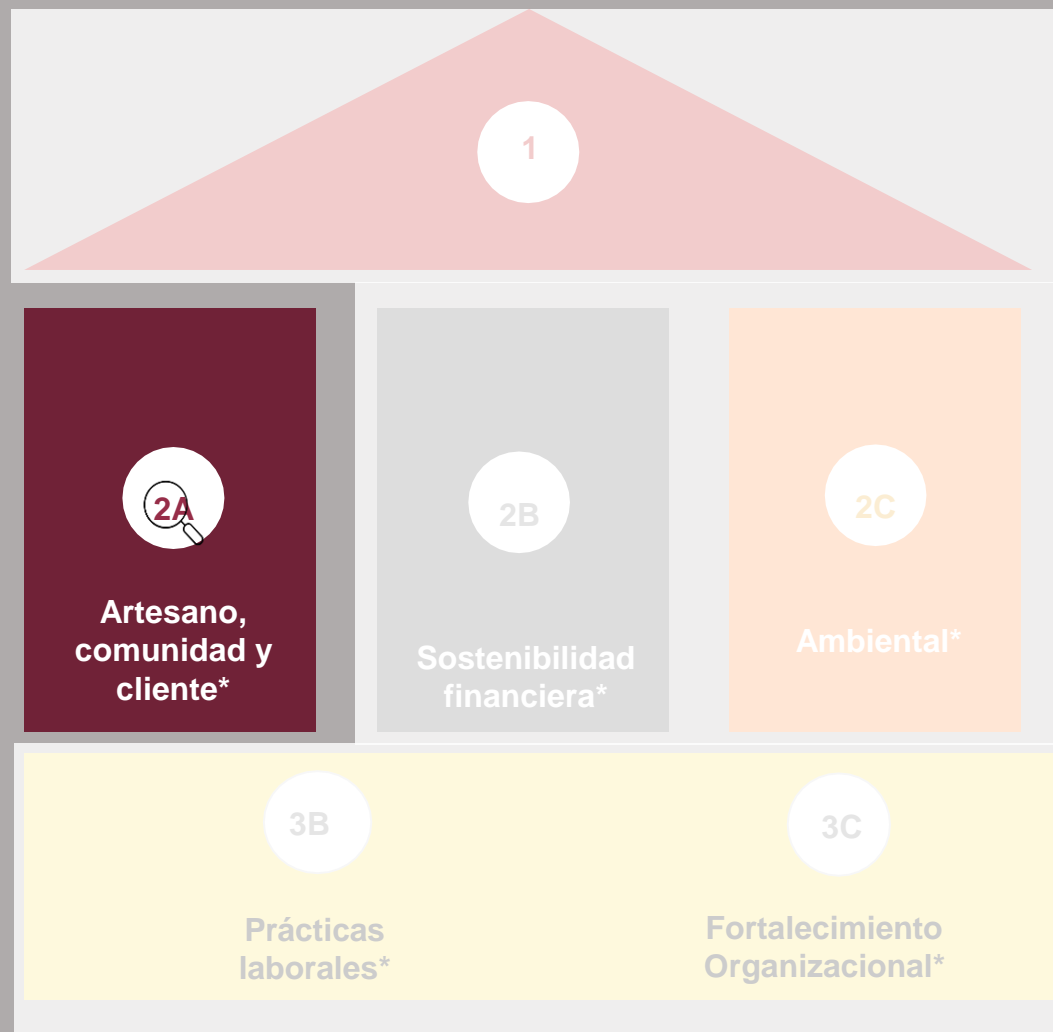 1
2A
Artesano,
comunidad y
cliente*
2B
Sostenibilidad
financiera*
2C
Ambiental*
3B
Prácticas
laborales*
3C
Fortalecimiento
Organizacional*